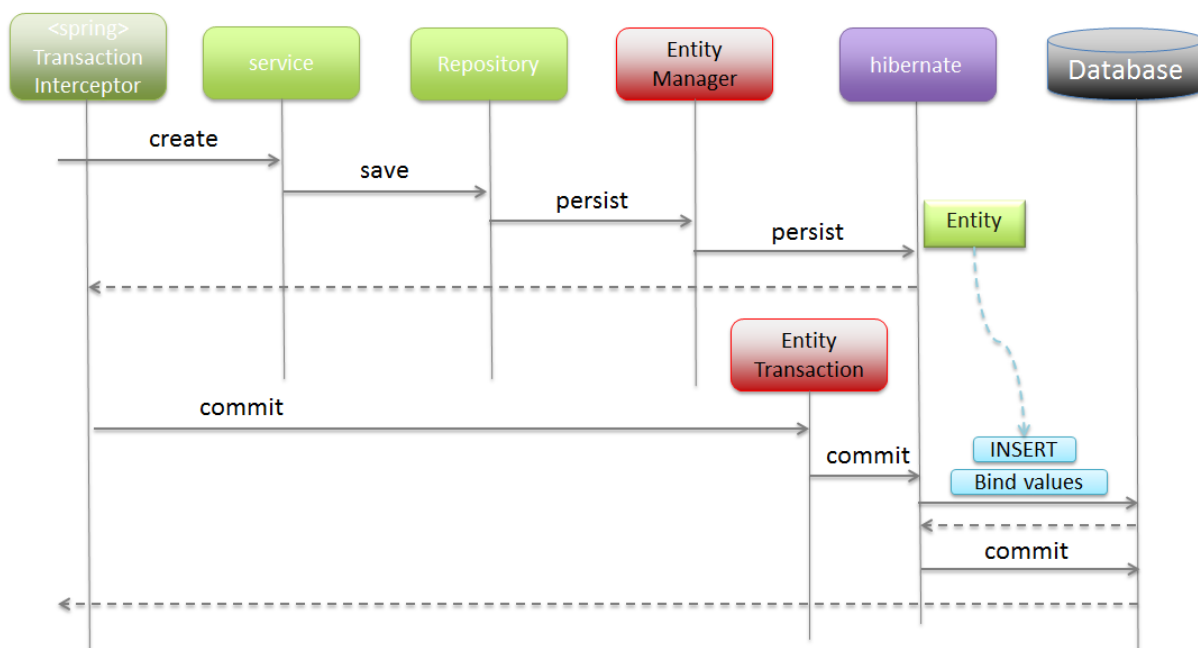 <spring>
Transaction
Interceptor
service
Repository
Entity
Manager
hibernate
Database
create
save
persist
persist
Entity
Entity
Transaction
commit
commit
INSERT
Bind values
commit